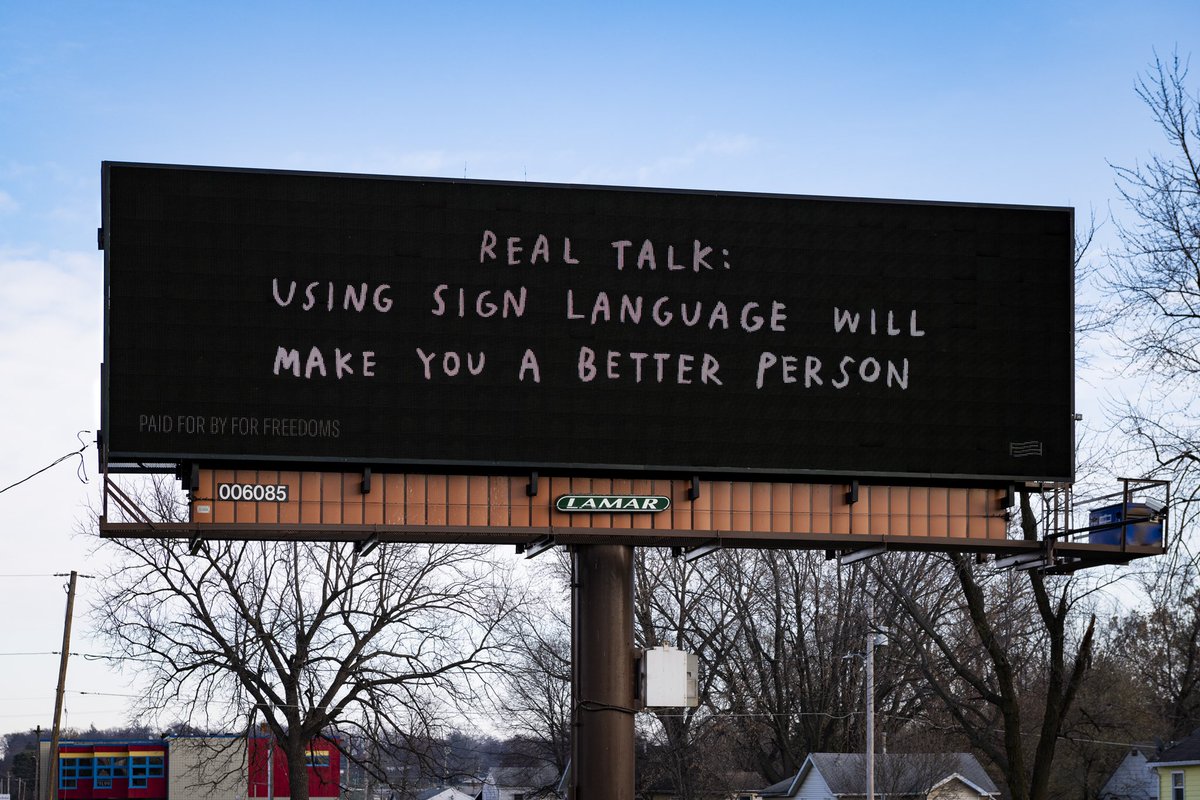 REAL TALK:
USING SIGN LANGUAGE WILL
MAKE YOU A BETTER PERSON
PAID FOR BY FOR FREEDOMS
006085
LAMAR